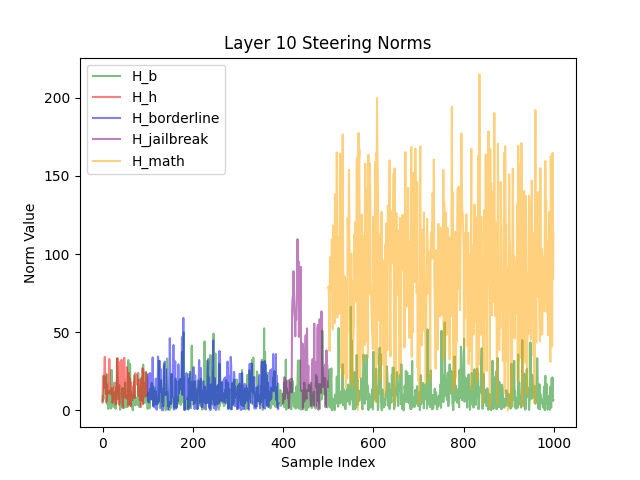 Layer 10 Steering Norms
H_b
H_h
H_borderline
H_jailbreak
H_math
Norm Value
200
150
100
50
0
0 200 400 600 800 1000
Sample Index